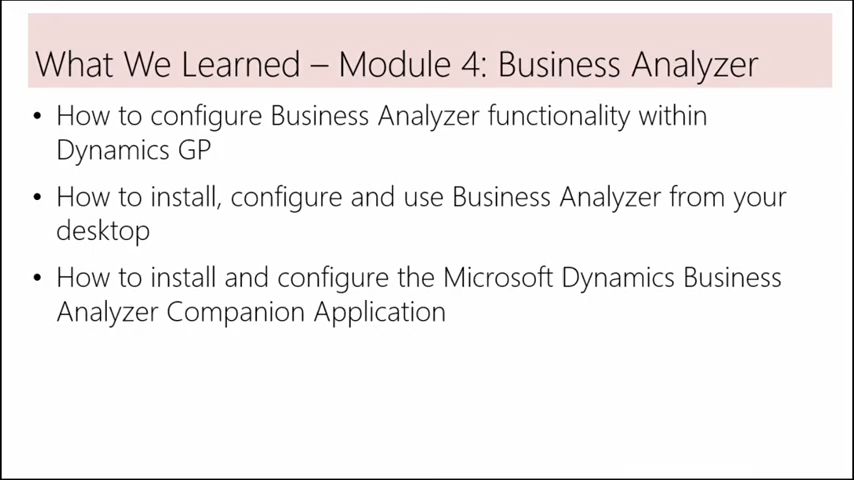 What We Learned – Module 4: Business Analyzer
• How to configure Business Analyzer functionality within
Dynamics GP
• How to install, configure and use Business Analyzer from your
desktop
• How to install and configure the Microsoft Dynamics Business
Analyzer Companion Application